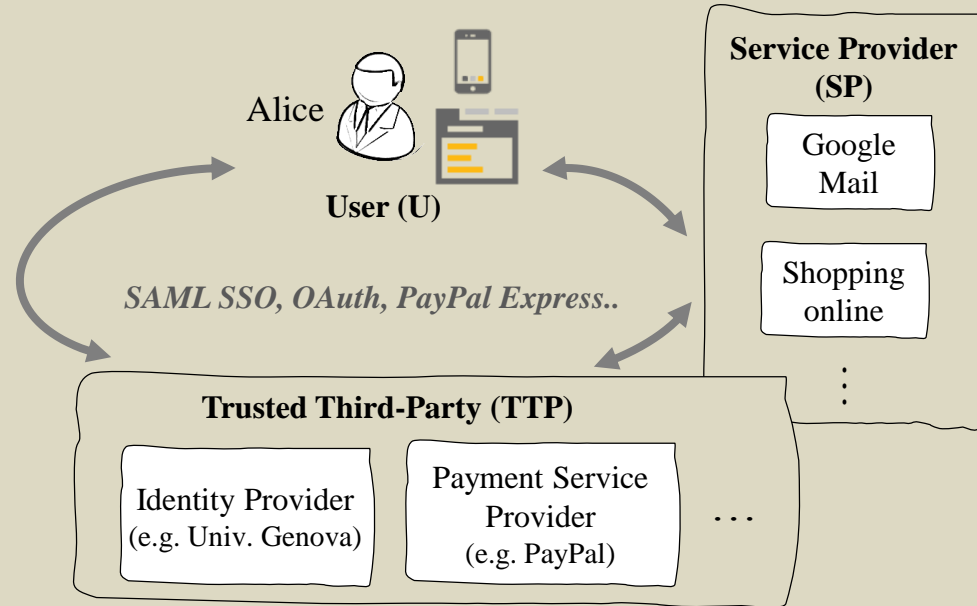 Alice
User (U)
Service Provider
(SP)
Google
Mail
Shopping
online
⋮
SAML SSO, OAuth, PayPal Express..
Trusted Third-Party (TTP)
Identity Provider
(e.g. Univ. Genova)
Payment Service
Provider
(e.g. PayPal)
...